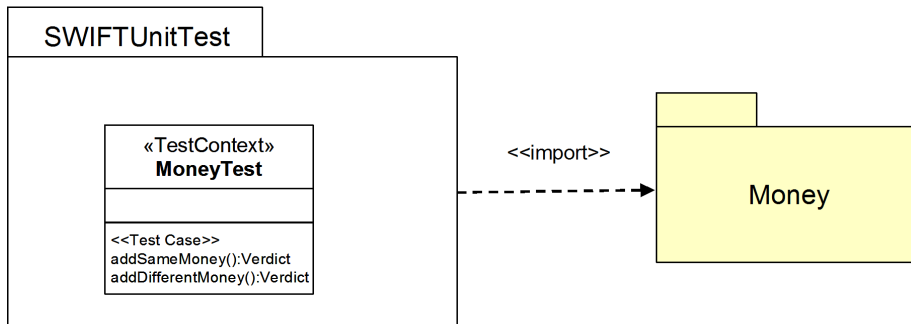 SWIFTUnitTest
«TestContext»
MoneyTest
<<Test Case>>
addSameMoney():Verdict
addDifferentMoney():Verdict
<<import>>
Money